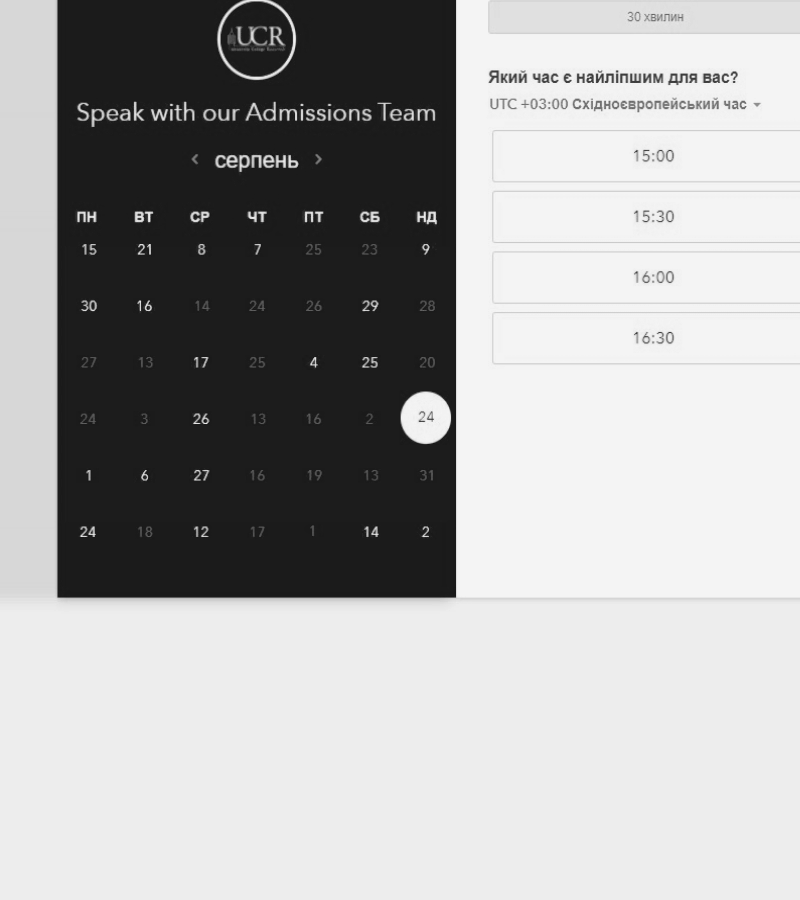 UCR
Speak with our Admissions Team
серпень
ПН ВТ СР ЧТ ПТ СБ НД
15 21 8 7 25 23 9
30 16 14 24 26 29 28
27 13 17 25 4 25 20
24 3 26 13 16 2 24
1 6 27 16 19 13 31
24 18 12 17 1 14 2
30 хвилин
Який час є найліпшим для вас?
UTC +03:00 Східноєвропейський час
15:00
15:30
16:00
16:30